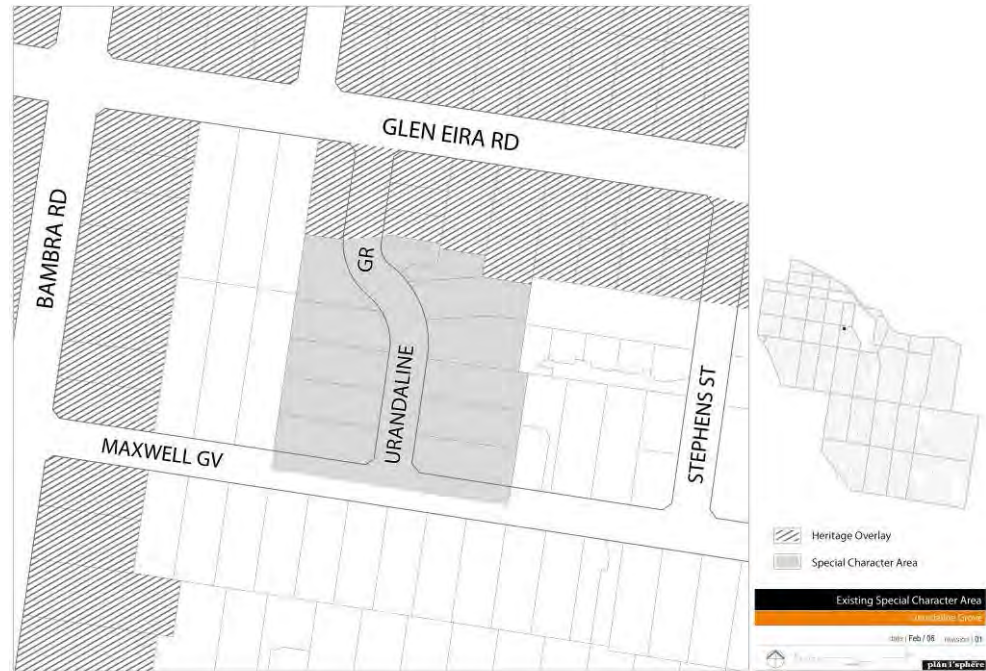 GLEN EIRA RD
BAMBRA RD
GR
URANDALINE
STEPHENS ST
MAXWELL GV
Heritage Overlay
Special Character Area
Existing Special Character Area
Urandaline Grove
date | Feb / 06 revision | 01
plan i'sphere